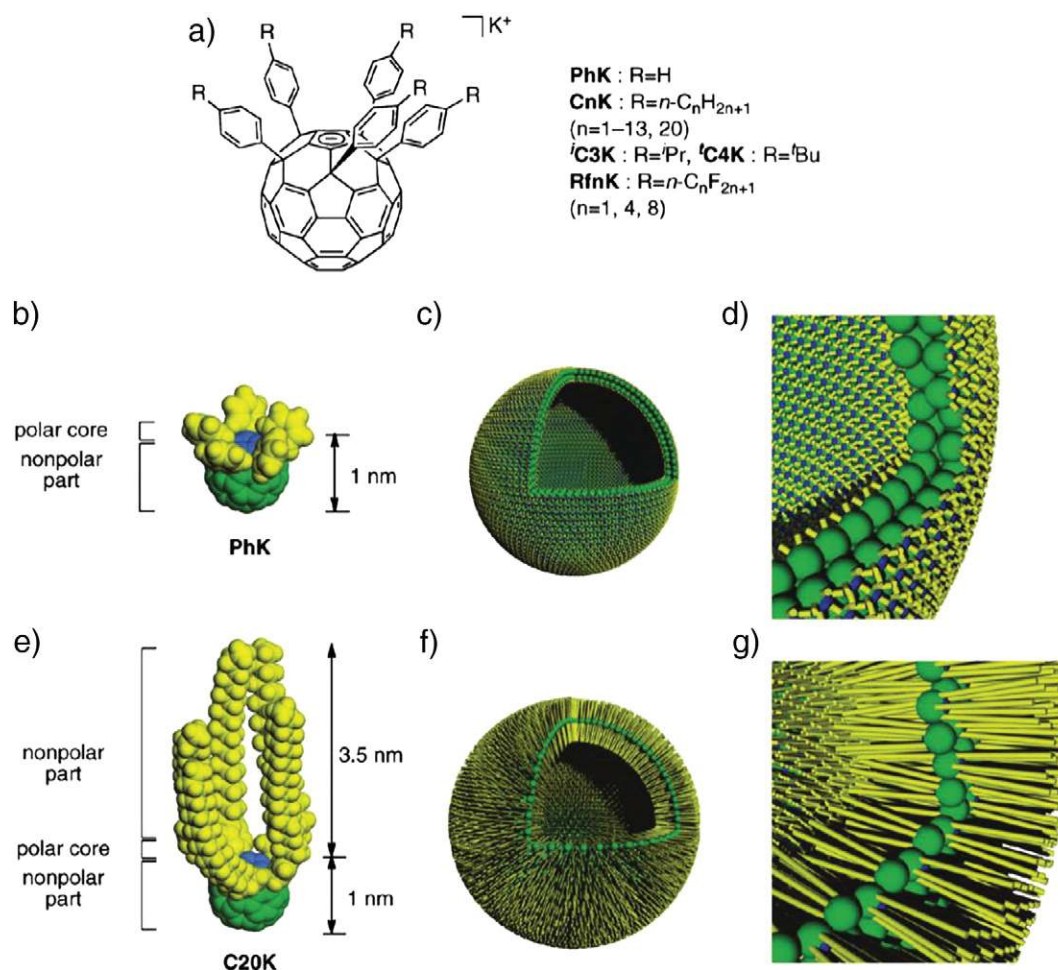 a)
R
R
R
R
R
K⁺
PhK : R=H
CnK : R=n-CₙH₂ₙ₊₁
(n=1–13, 20)
ⁱC3K : R=ⁱPr, ᵗC4K : R=ᵗBu
RfnK : R=n-CₙF₂ₙ₊₁
(n=1, 4, 8)
b)
c)
d)
polar core
nonpolar
part
1 nm
PhK
e)
f)
g)
nonpolar
part
3.5 nm
polar core
nonpolar
part
1 nm
C20K